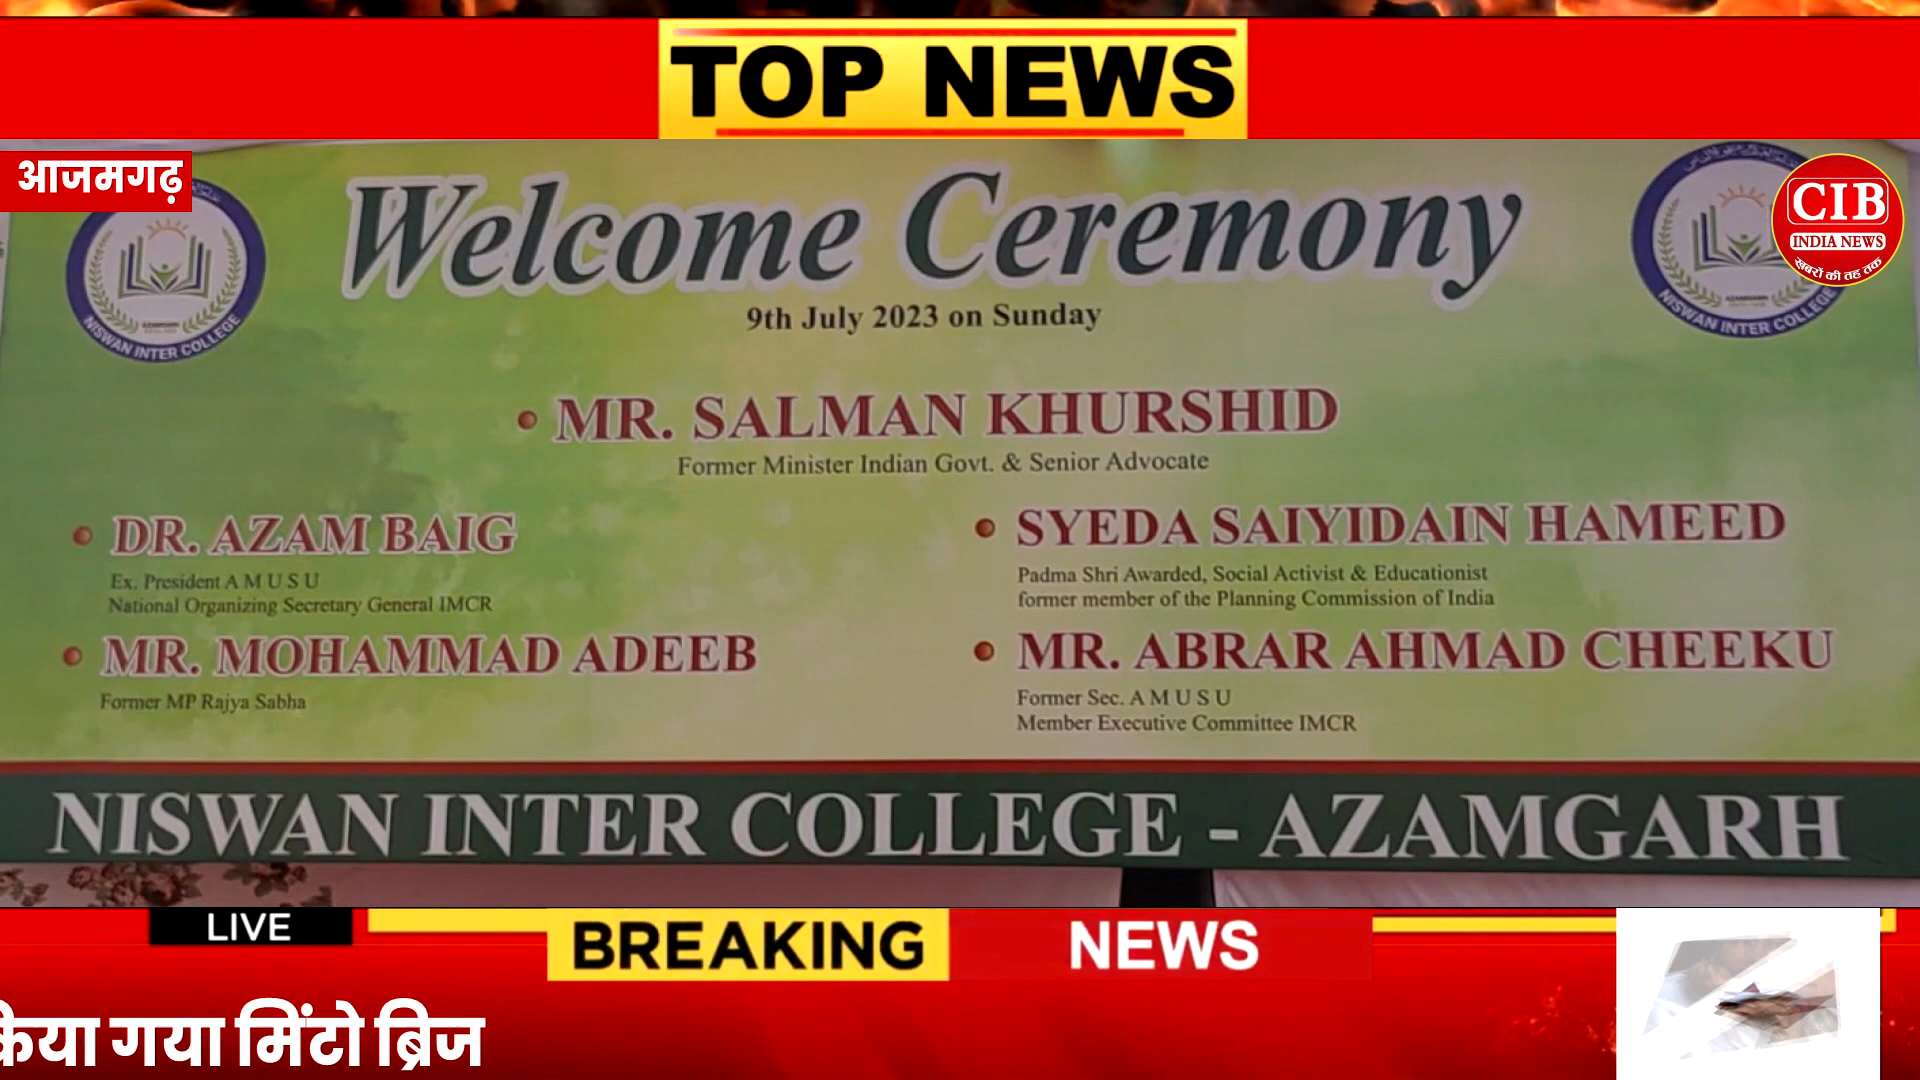 TOP NEWS
आजमगढ़
CIB
INDIA NEWS
ख़बरों की तह तक
Welcome Ceremony
9th July 2023 on Sunday
NISWAN INTER COLLEGE
NISWAN INTER COLLEGE
• MR. SALMAN KHURSHID
Former Minister Indian Govt. & Senior Advocate
• DR. AZAM BAIG
Ex. President A M U S U
National Organizing Secretary General IMCR
• SYEDA SAIYIDAIN HAMEED
Padma Shri Awarded, Social Activist & Educationist
former member of the Planning Commission of India
• MR. MOHAMMAD ADEEB
Former MP Rajya Sabha
• MR. ABRAR AHMAD CHEEKU
Former Sec. A M U S U
Member Executive Committee IMCR
NISWAN INTER COLLEGE - AZAMGARH
LIVE
BREAKING NEWS
किया गया मिंटो ब्रिज